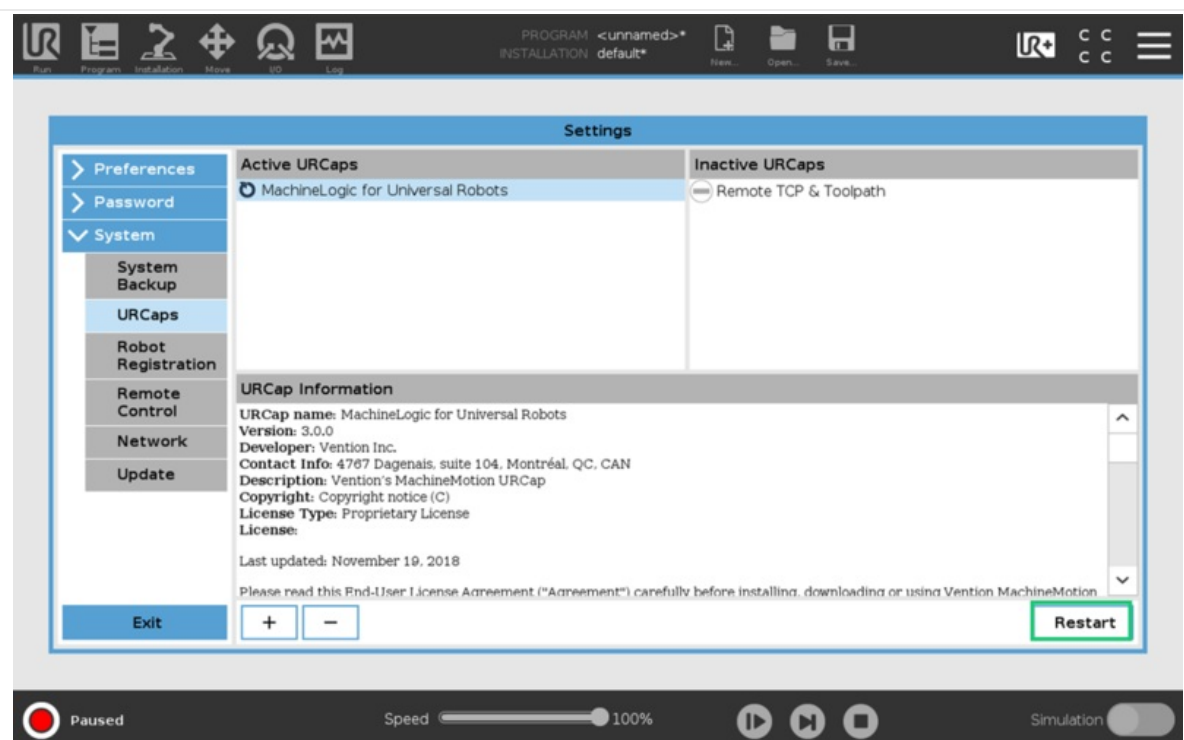 PROGRAM <unnamed>*
INSTALLATION default*
UR+
C C
C C
Run
Program
Installation
Move
I/O
Log
New...
Open...
Save...
Settings
Preferences
Password
System
System
Backup
URCaps
Robot
Registration
Remote
Control
Network
Update
Exit
Active URCaps
MachineLogic for Universal Robots
Inactive URCaps
Remote TCP & Toolpath
URCap Information
URCap name: MachineLogic for Universal Robots
Version: 3.0.0
Developer: Vention Inc.
Contact Info: 4767 Dagenais, suite 104, Montréal, QC, CAN
Description: Vention's MachineMotion URCap
Copyright: Copyright notice (C)
License Type: Proprietary License
License:
Last updated: November 19, 2018
Please read this End-User License Agreement ("Agreement") carefully before installing, downloading or using Vention MachineMotion
+
−
Restart
Paused
Speed
100%
Simulation